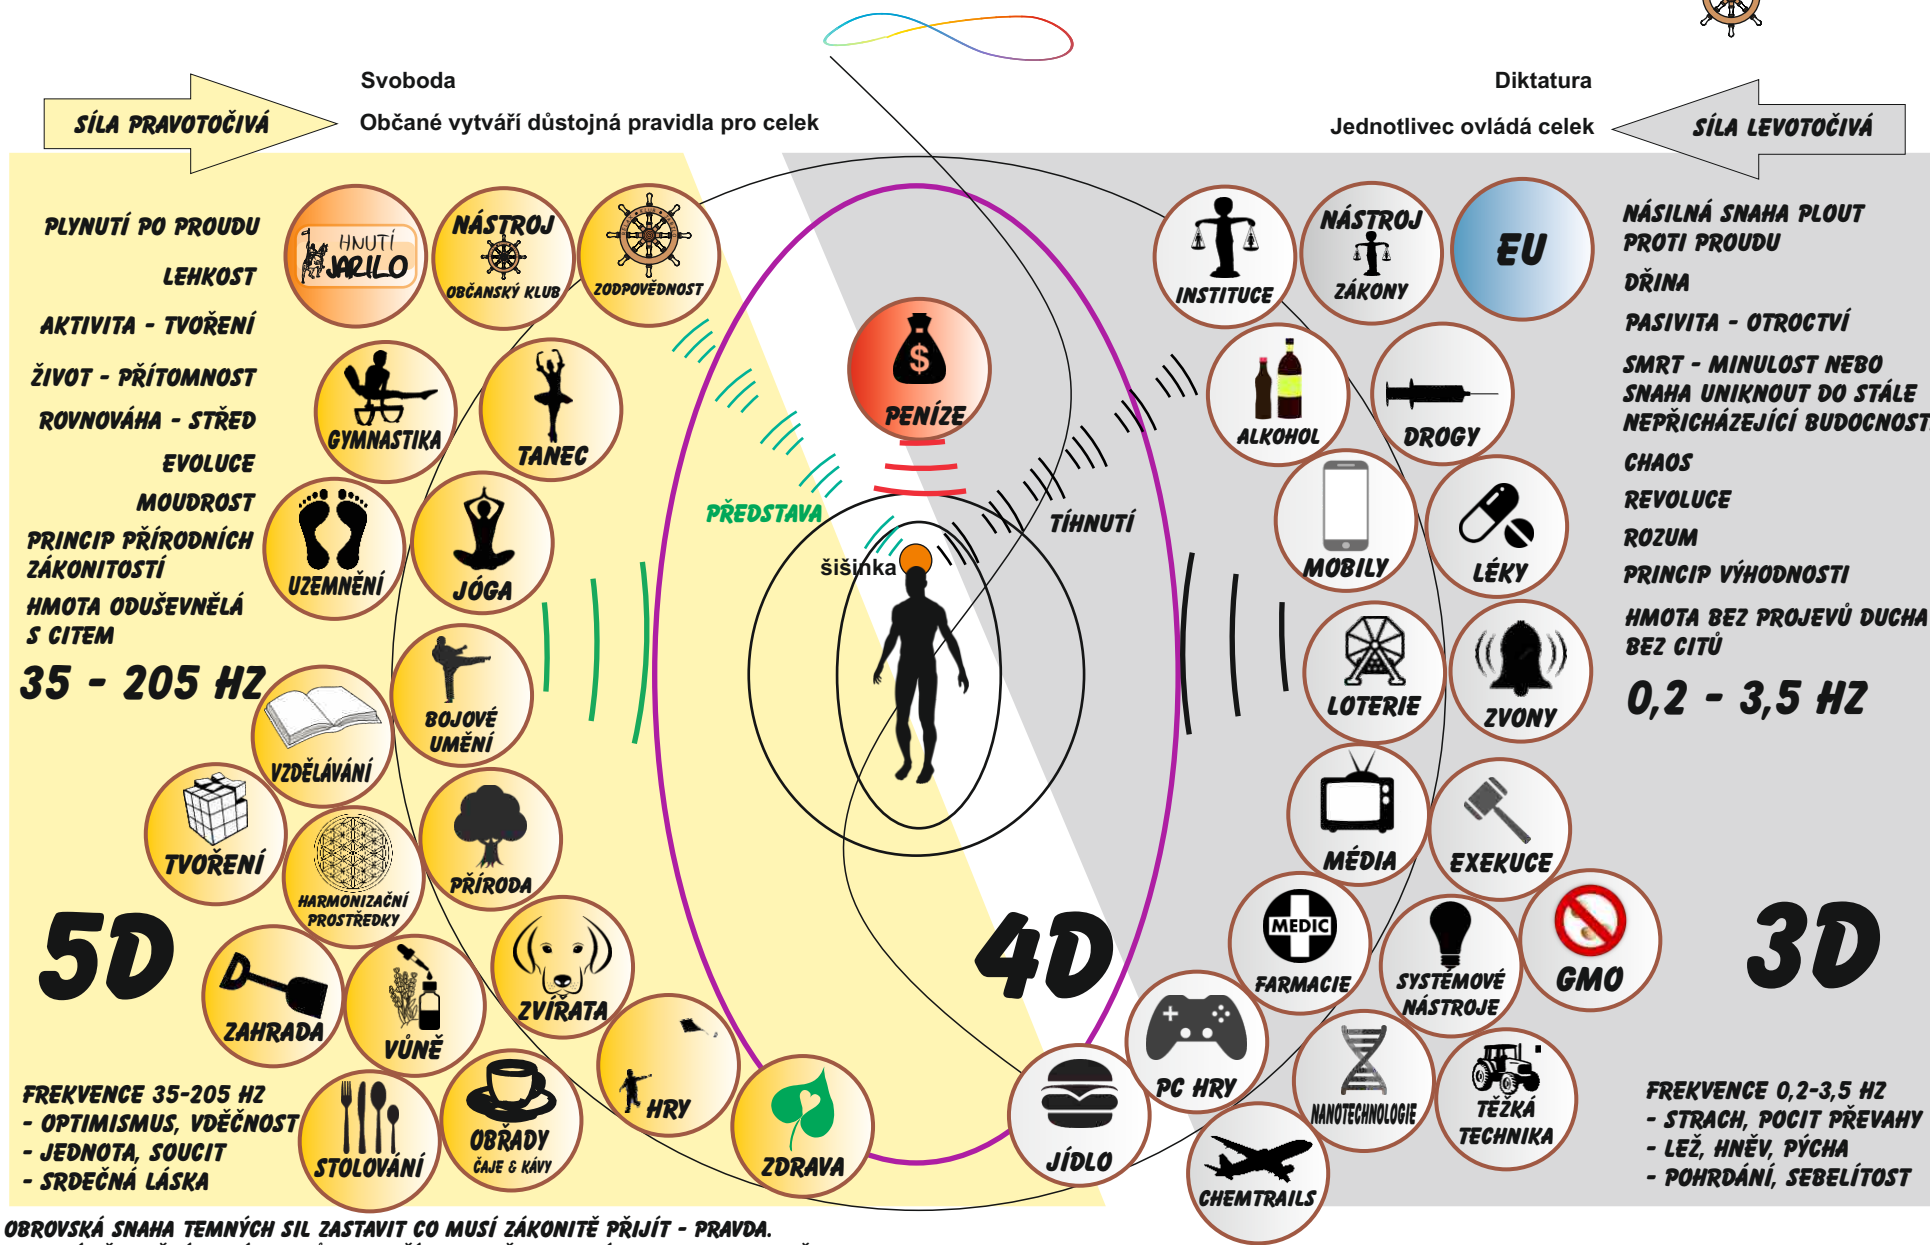 Svoboda
Občané vytváří důstojná pravidla pro celek
SÍLA PRAVOTOČIVÁ
Diktatura
Jednotlivec ovládá celek
SÍLA LEVOTOČIVÁ
PLYNUTÍ PO PROUDU
LEHKOST
AKTIVITA - TVOŘENÍ
ŽIVOT - PŘÍTOMNOST
ROVNOVÁHA - STŘED
EVOLUCE
MOUDROST
PRINCIP PŘÍRODNÍCH
ZÁKONITOSTÍ
HMOTA ODUŠEVNĚLÁ
S CITEM
35 - 205 HZ
HNUTÍ
JARILO
NÁSTROJ
OBČANSKÝ KLUB
ZODPOVĚDNOST
GYMNASTIKA
TANEC
UZEMNĚNÍ
JÓGA
BOJOVÉ
UMĚNÍ
VZDĚLÁVÁNÍ
TVOŘENÍ
HARMONIZAČNÍ
PROSTŘEDKY
PŘÍRODA
5D
ZAHRADA
VŮNĚ
ZVÍŘATA
HRY
STOLOVÁNÍ
OBŘADY
ČAJE & KÁVY
ZDRAVA
FREKVENCE 35-205 HZ
- OPTIMISMUS, VDĚČNOST
- JEDNOTA, SOUCIT
- SRDEČNÁ LÁSKA
PENÍZE
$
PŘEDSTAVA
TÍHNUTÍ
šišinka
4D
INSTITUCE
NÁSTROJ
ZÁKONY
EU
ALKOHOL
DROGY
MOBILY
LÉKY
LOTERIE
ZVONY
MÉDIA
EXEKUCE
MEDIC
FARMACIE
SYSTÉMOVÉ
NÁSTROJE
GMO
PC HRY
NANOTECHNOLOGIE
TĚŽKÁ
TECHNIKA
JÍDLO
CHEMTRAILS
NÁSILNÁ SNAHA PLOUT
PROTI PROUDU
DŘINA
PASIVITA - OTROCTVÍ
SMRT - MINULOST NEBO
SNAHA UNIKNOUT DO STÁLE
NEPŘICHÁZEJÍCÍ BUDOCNOST
CHAOS
REVOLUCE
ROZUM
PRINCIP VÝHODNOSTI
HMOTA BEZ PROJEVŮ DUCHA
BEZ CITŮ
0,2 - 3,5 HZ
3D
FREKVENCE 0,2-3,5 HZ
- STRACH, POCIT PŘEVAHY
- LEŽ, HNĚV, PÝCHA
- POHRDÁNÍ, SEBELÍTOST
OBROVSKÁ SNAHA TEMNÝCH SIL ZASTAVIT CO MUSÍ ZÁKONITĚ PŘIJÍT - PRAVDA.